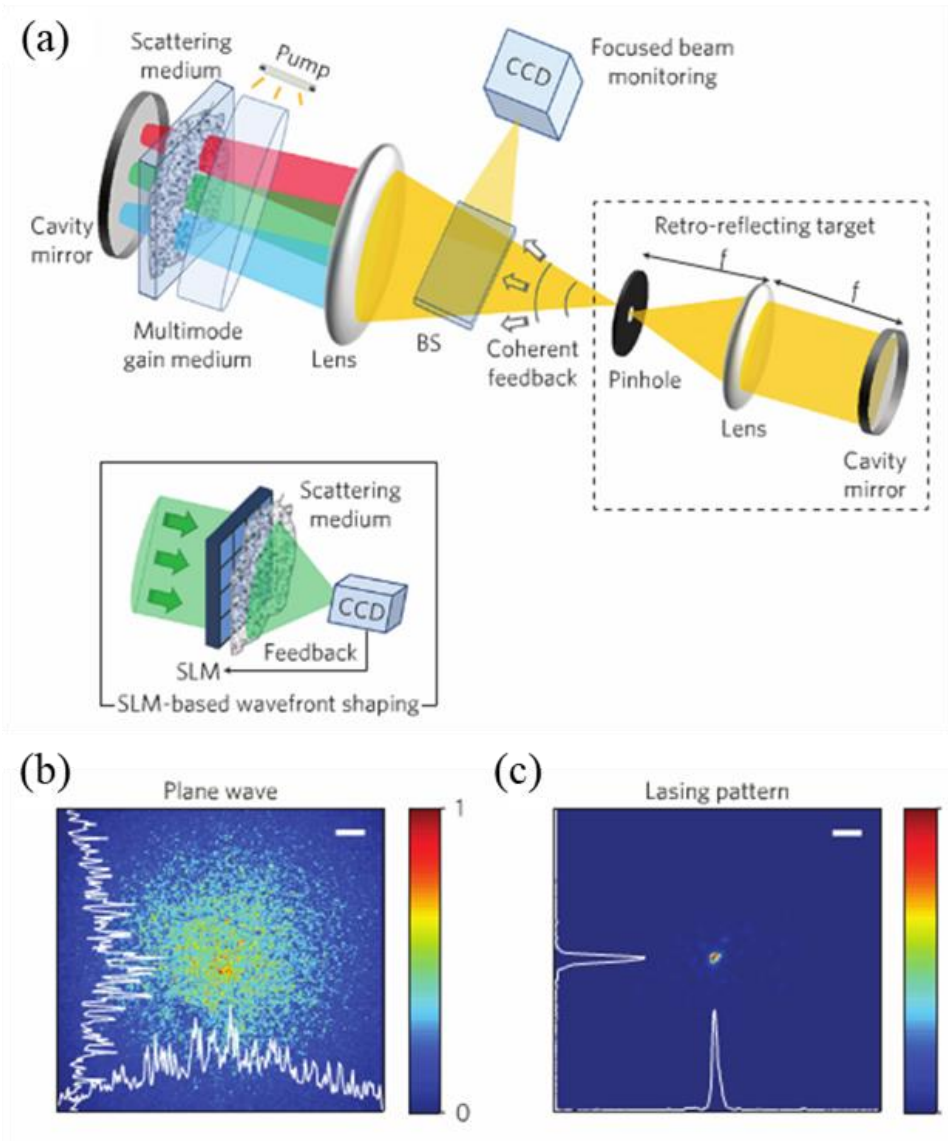 (a)
Scattering
medium
Pump
CCD
Focused beam
monitoring
Cavity
mirror
Multimode
gain medium
Lens
BS
Coherent
feedback
Retro-reflecting target
f
f
Pinhole
Lens
Cavity
mirror
Scattering
medium
CCD
Feedback
SLM
SLM-based wavefront shaping
(b)
Plane wave
1
0
(c)
Lasing pattern